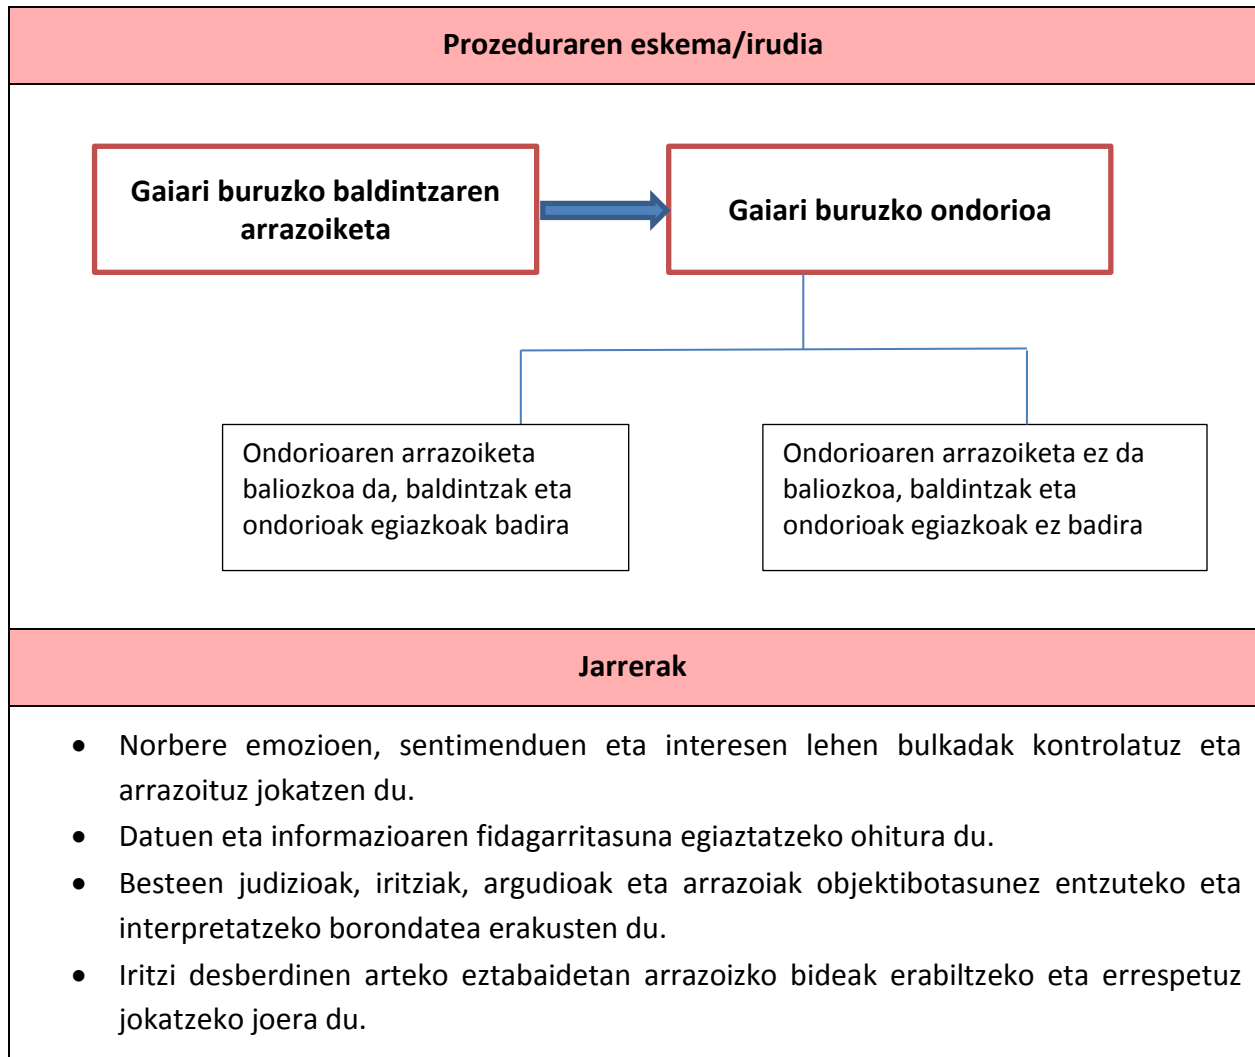 Prozeduraren eskema/irudia
Gaiari buruzko baldintzaren
arrazoiketa
Gaiari buruzko ondorioa
Ondorioaren arrazoiketa
baliozkoa da, baldintzak eta
ondorioak egiazkoak badira
Ondorioaren arrazoiketa ez da
baliozkoa, baldintzak eta
ondorioak egiazkoak ez badira
Jarrerak
• Norbere emozioen, sentimenduen eta interesen lehen bulkadak kontrolatuz eta
arrazoituz jokatzen du.
• Datuen eta informazioaren fidagarritasuna egiaztatzeko ohitura du.
• Besteen judizioak, iritziak, argudioak eta arrazoiak objektibotasunez entzuteko eta
interpretatzeko borondatea erakusten du.
• Iritzi desberdinen arteko eztabaidetan arrazoizko bideak erabiltzeko eta errespetuz
jokatzeko joera du.